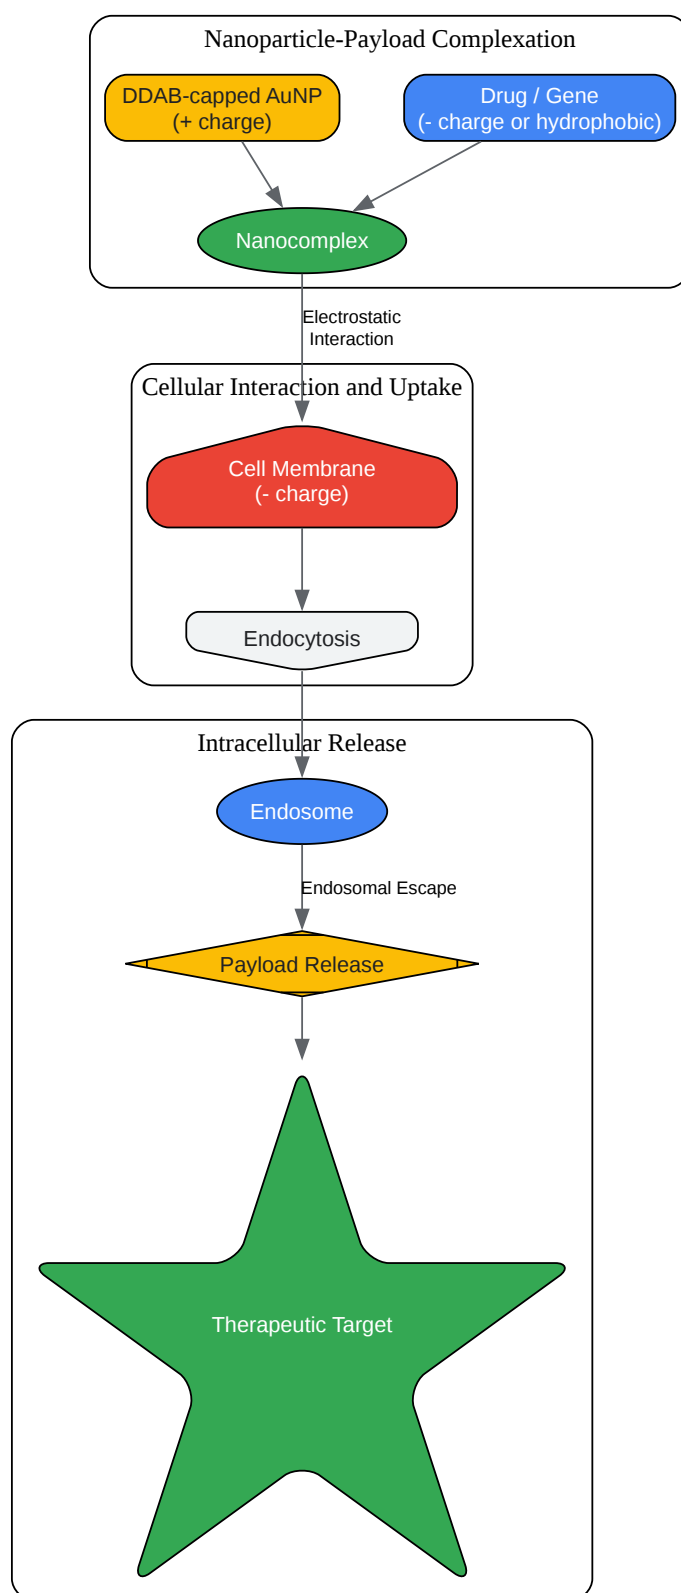 Nanoparticle-Payload Complexation
DDAB-capped AuNP
(+ charge)
Drug / Gene
(- charge or hydrophobic)
Nanocomplex
Electrostatic
Interaction
Cellular Interaction and Uptake
Cell Membrane
(- charge)
Endocytosis
Intracellular Release
Endosome
Endosomal Escape
Payload Release
Therapeutic Target